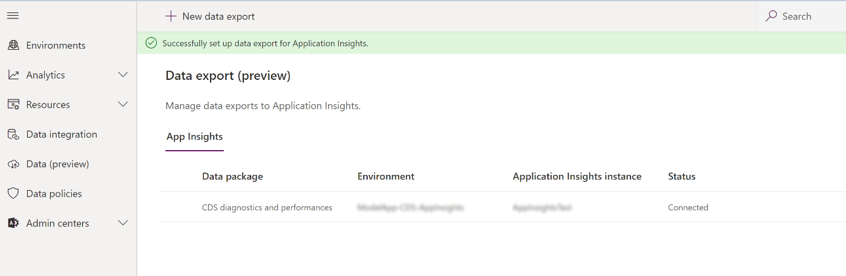 New data export
Search
Environments
Analytics
Resources
Data integration
Data (preview)
Data policies
Admin centers
Successfully set up data export for Application Insights.
Data export (preview)
Manage data exports to Application Insights.
App Insights
Data package Environment Application Insights instance Status
CDS diagnostics and performances Connected